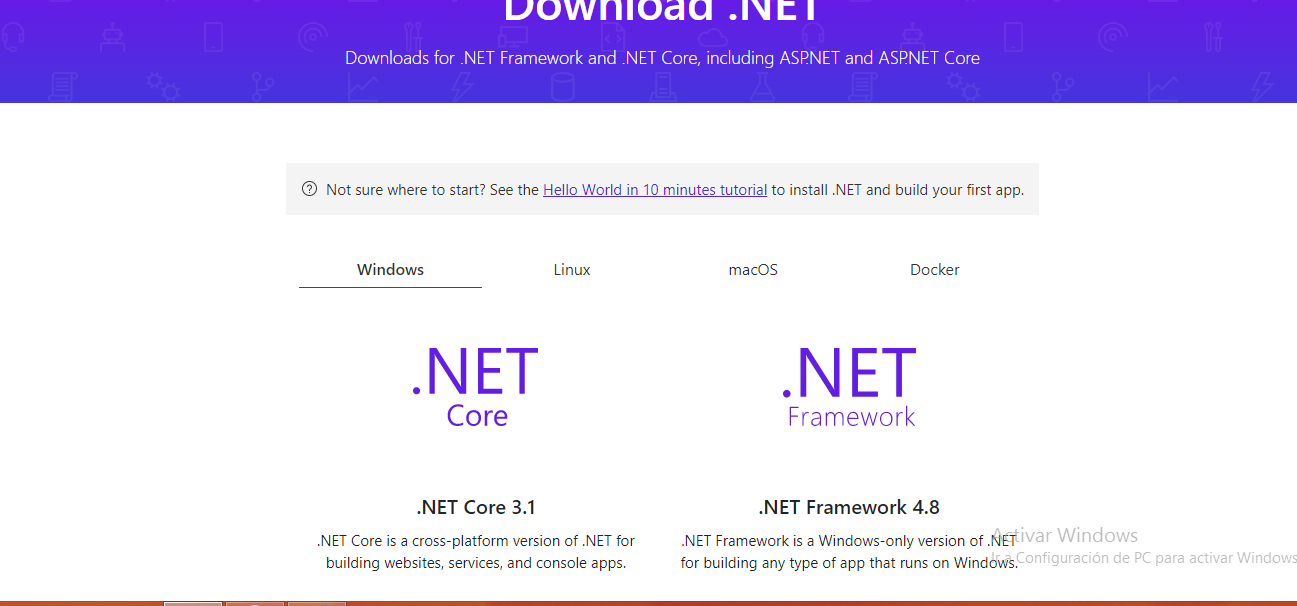 Download .NET
Downloads for .NET Framework and .NET Core, including ASP.NET and ASP.NET Core
Not sure where to start? See the Hello World in 10 minutes tutorial to install .NET and build your first app.
Windows Linux macOS Docker
.NET
Core
.NET
Framework
.NET Core 3.1
.NET Core is a cross-platform version of .NET for
building websites, services, and console apps.
.NET Framework 4.8
.NET Framework is a Windows-only version of .NET
for building any type of app that runs on Windows.
Activar Windows
Ir a Configuración de PC para activar Windows